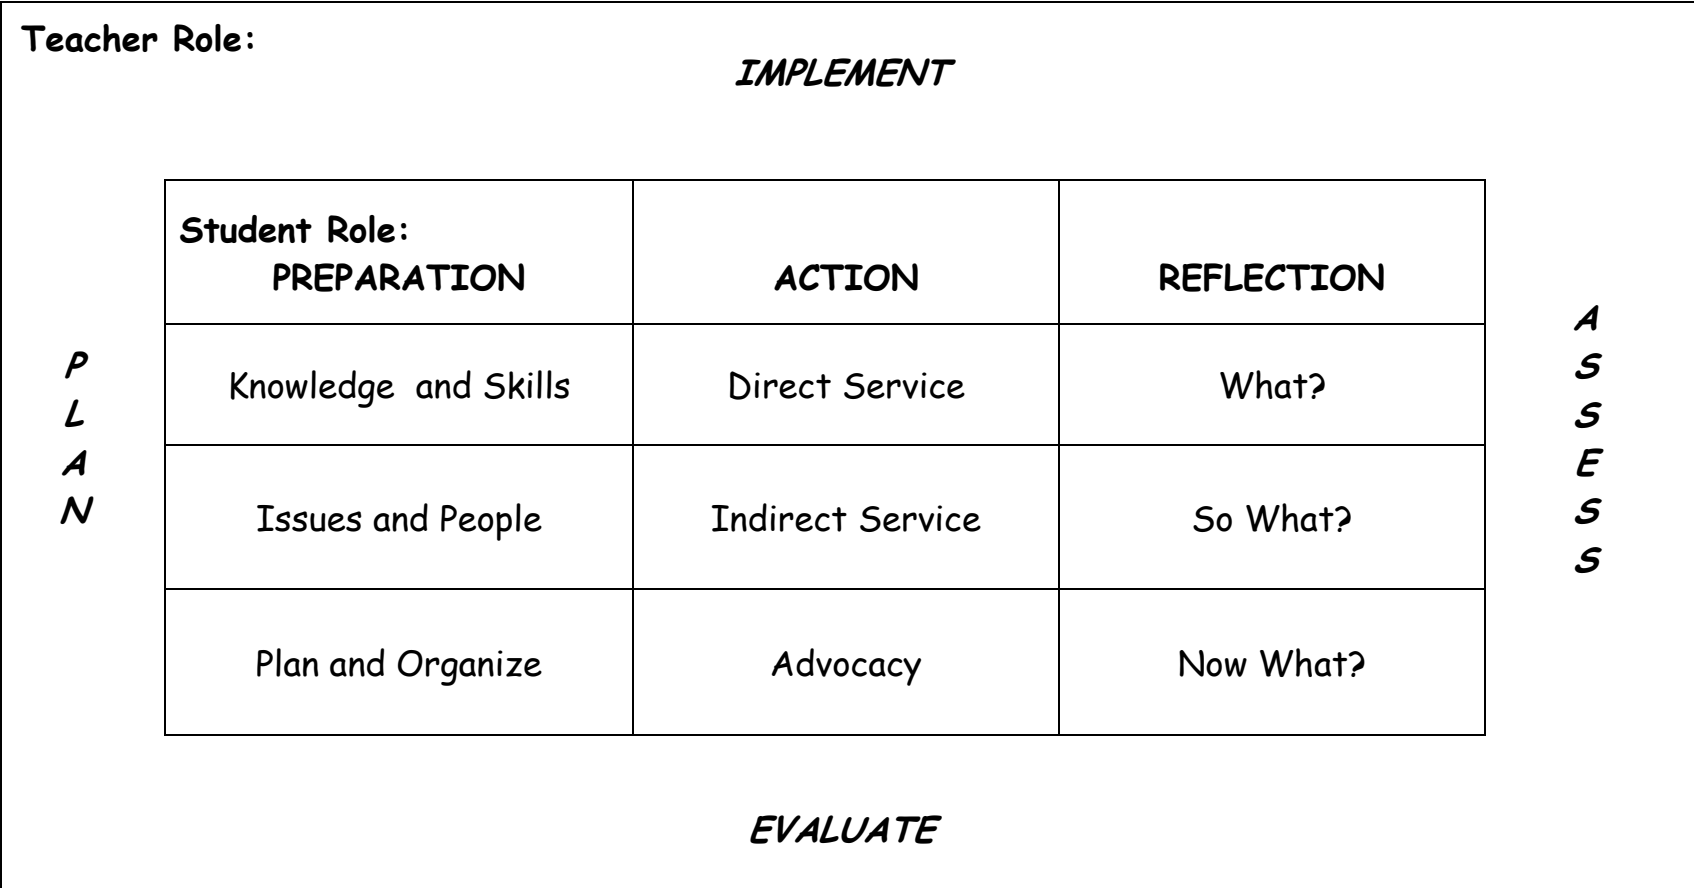 Teacher Role:
IMPLEMENT
Student Role:
PREPARATION
ACTION
REFLECTION
P
L
A
N
Knowledge  and Skills
Direct Service
What?
Issues and People
Indirect Service
So What?
Plan and Organize
Advocacy
Now What?
A
S
S
E
S
S
EVALUATE